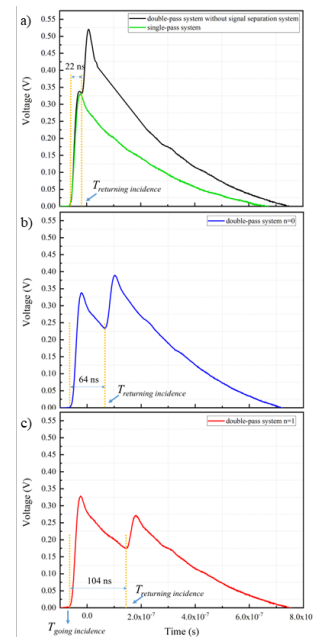 a)
double-pass system without signal separation system
single-pass system
0.55
0.50
0.45
0.40
0.35
0.30
0.25
0.20
0.15
0.10
0.05
0.00
Voltage (V)
22 ns
T returning incidence
b)
double-pass system n=0
0.55
0.50
0.45
0.40
0.35
0.30
0.25
0.20
0.15
0.10
0.05
0.00
Voltage (V)
64 ns
T returning incidence
c)
double-pass system n=1
0.55
0.50
0.45
0.40
0.35
0.30
0.25
0.20
0.15
0.10
0.05
0.00
Voltage (V)
104 ns
T returning incidence
0.0 2.0x10⁻⁷ 4.0x10⁻⁷ 6.0x10⁻⁷ 8.0x10
T going incidence
Time (s)